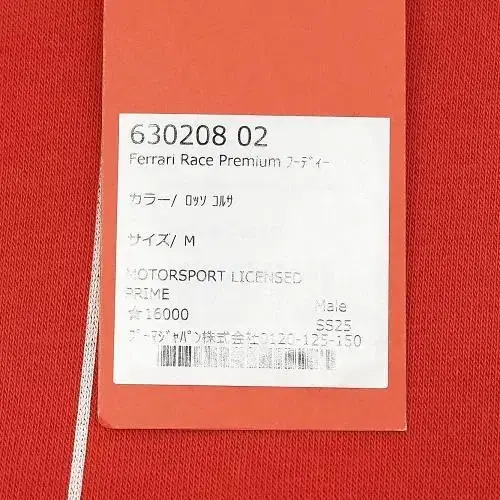 630208 02
Ferrari Race Premium ﾌｰﾃﾞｨｰ
カラー/ ﾛｯｿ ｺﾙｻ
サイズ/ M
MOTORSPORT LICENSED
PRIME
☆16000
Male
SS25
ﾌﾟｰﾏｼﾞｬﾊﾟﾝ株式会社0120-125-150